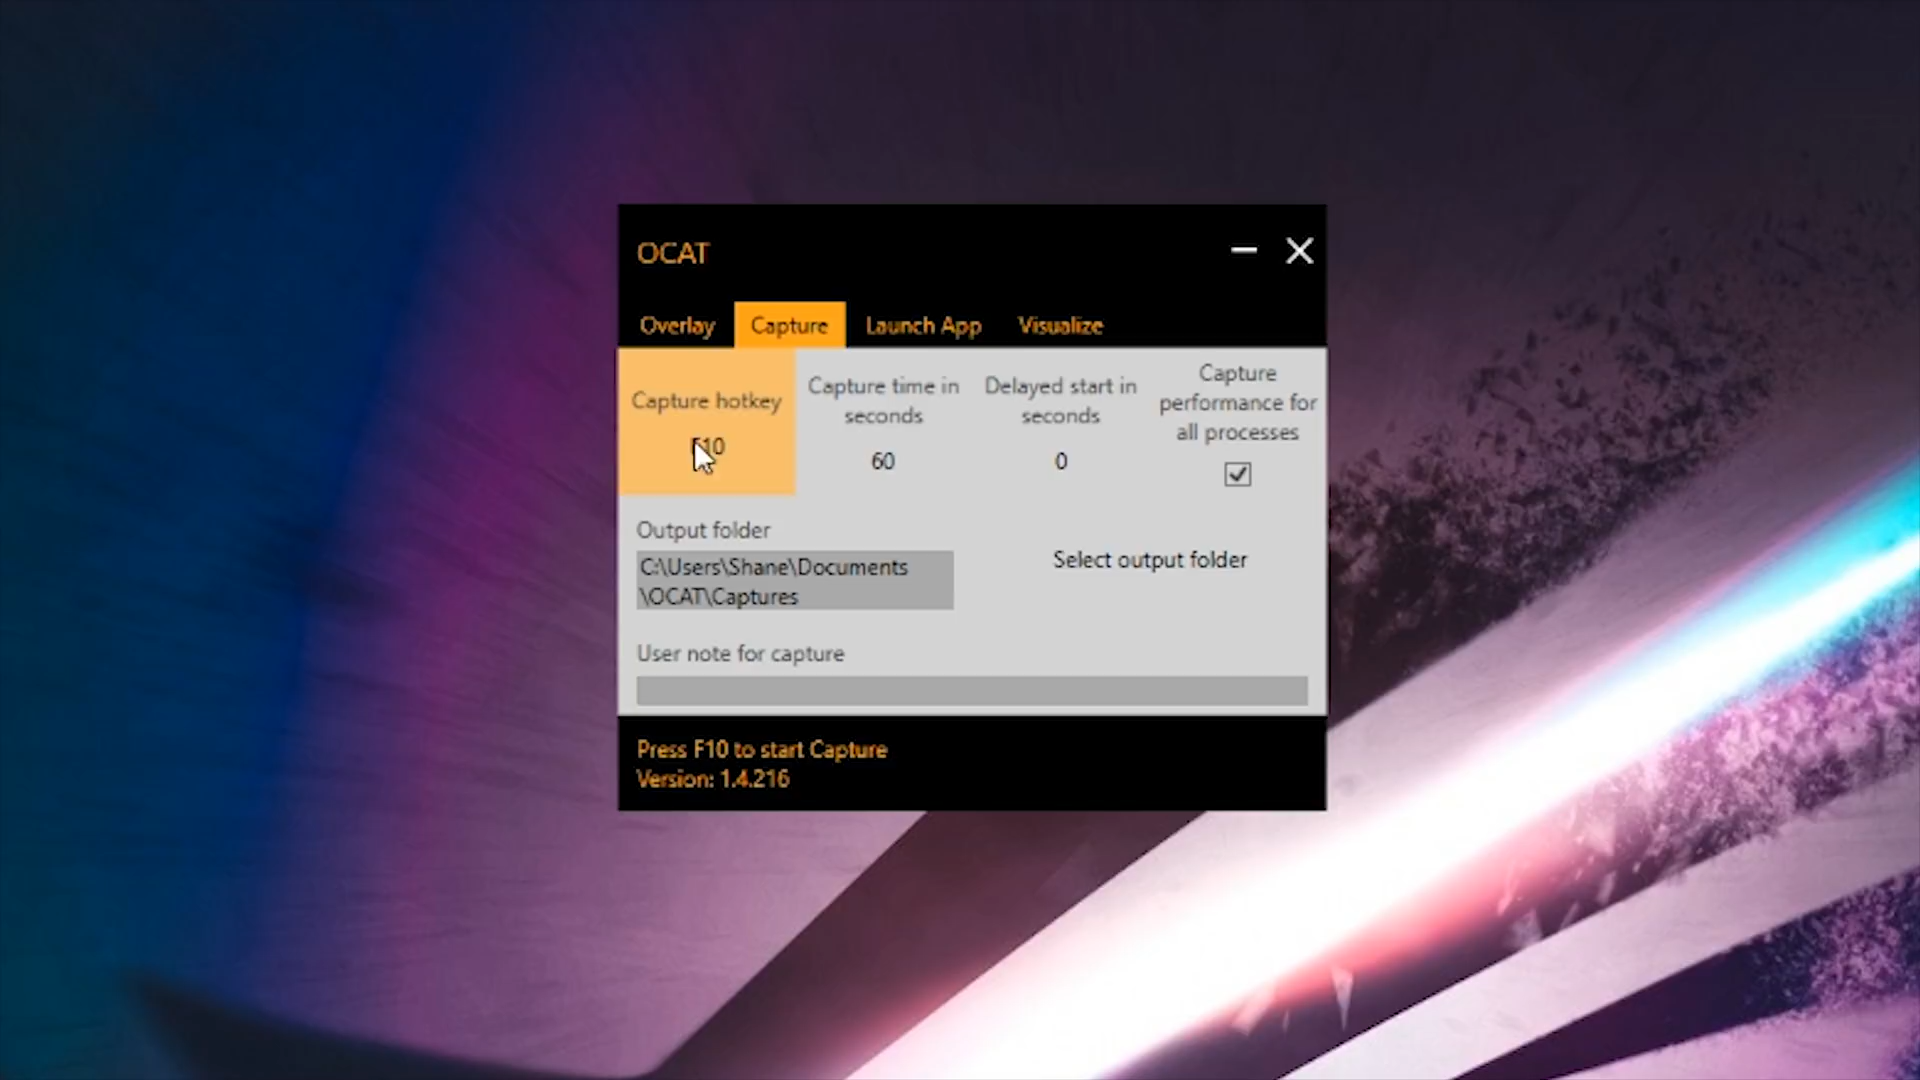 OCAT
Overlay Capture Launch App Visualize
Capture hotkey
F10
Capture time in
seconds
60
Delayed start in
seconds
0
Capture
performance for
all processes
Output folder
C:\Users\Shane\Documents
\OCAT\Captures
Select output folder
User note for capture
Press F10 to start Capture
Version: 1.4.216